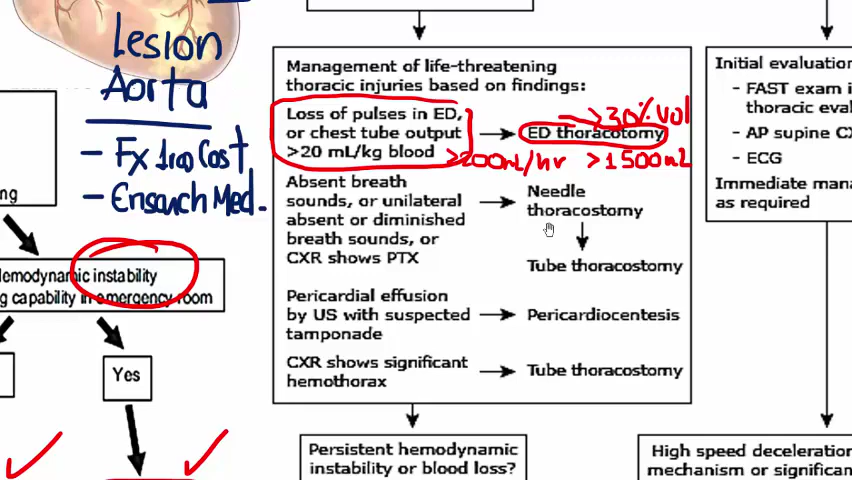 Lesion
Aorta
- Fx 1ra Cost
- Ensanch Med.
ng
emodynamic instability
g capability in emergency room
Yes
Management of life-threatening
thoracic injuries based on findings:
Loss of pulses in ED,
or chest tube output
>20 mL/kg blood
ED thoracotomy
>30% vol
>200mL/hr >1500mL
Absent breath
sounds, or unilateral
absent or diminished
breath sounds, or
CXR shows PTX
Needle
thoracostomy
Tube thoracostomy
Pericardial effusion
by US with suspected
tamponade
Pericardiocentesis
CXR shows significant
hemothorax
Tube thoracostomy
Persistent hemodynamic
instability or blood loss?
Initial evaluation
- FAST exam i
thoracic eval
- AP supine CX
- ECG
Immediate mana
as required
High speed deceleration
mechanism or significan